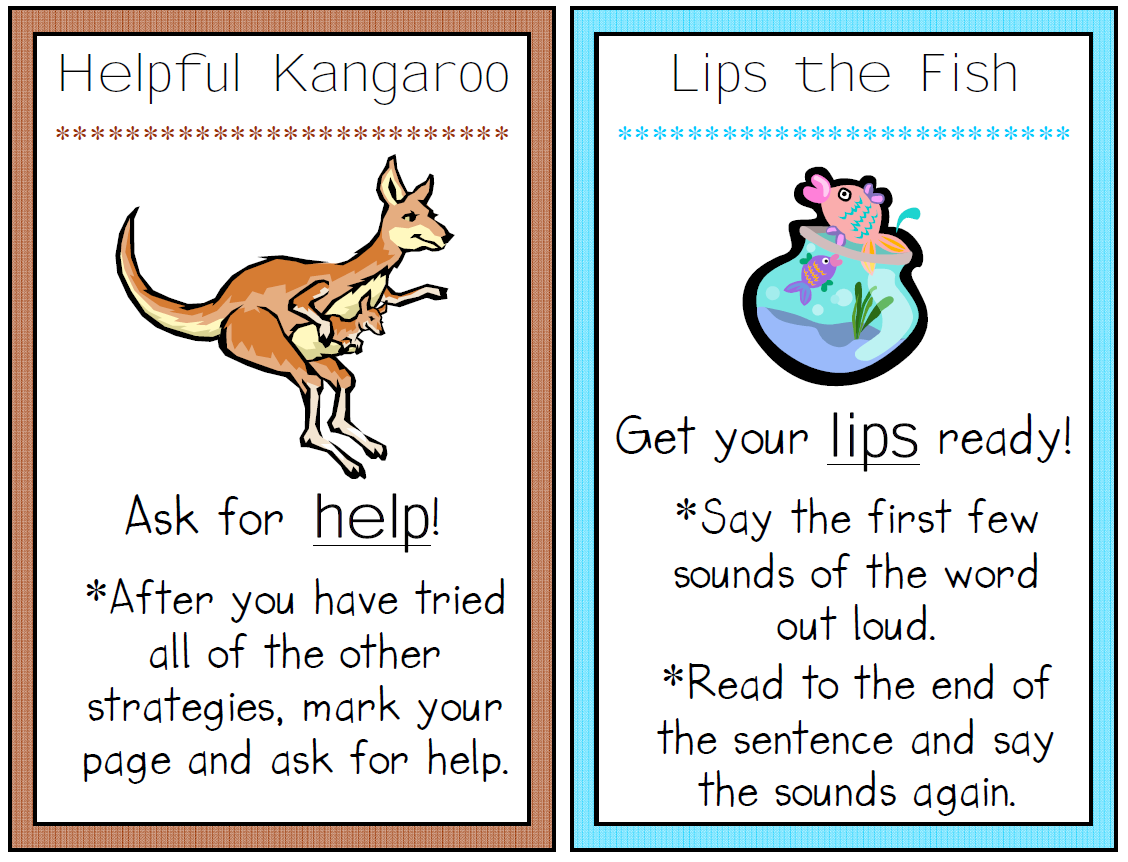 Helpful Kangaroo
**************************
Ask for help!
*After you have tried
all of the other
strategies, mark your
page and ask for help.
Lips the Fish
**************************
Get your lips ready!
*Say the first few
sounds of the word
out loud.
*Read to the end of
the sentence and say
the sounds again.